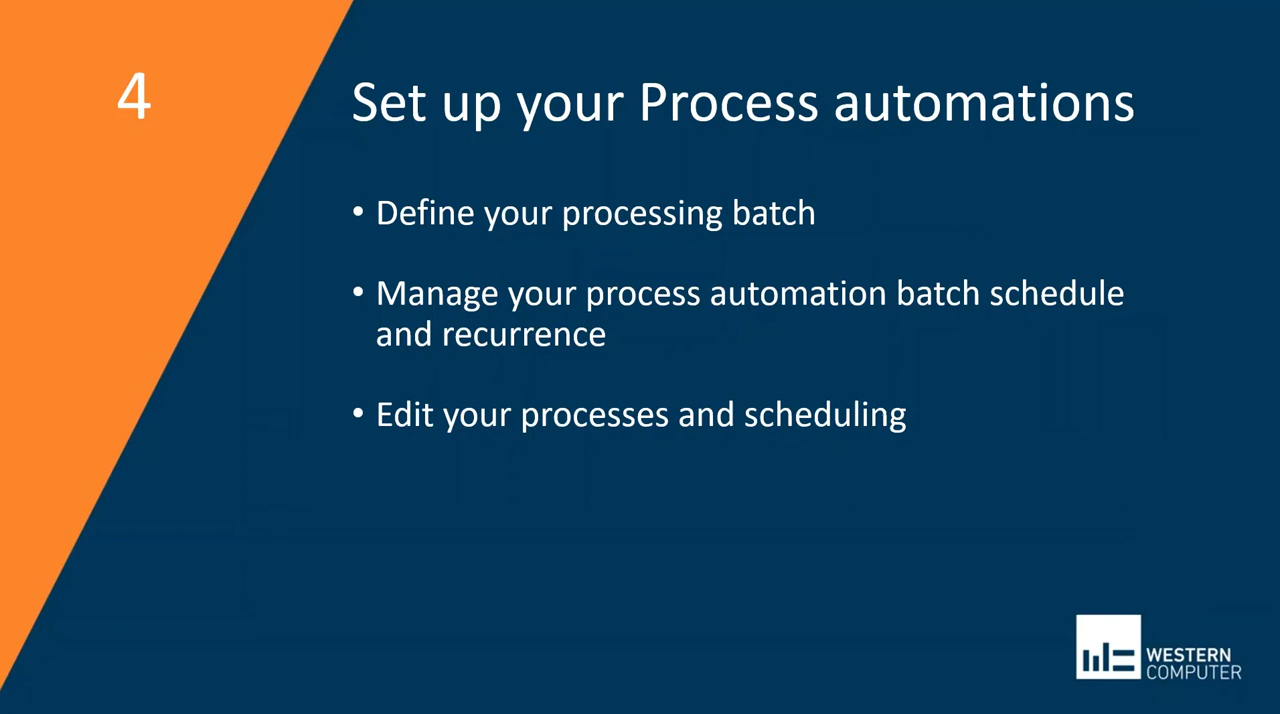 4
Set up your Process automations
• Define your processing batch
• Manage your process automation batch schedule
and recurrence
• Edit your processes and scheduling
WESTERN
COMPUTER